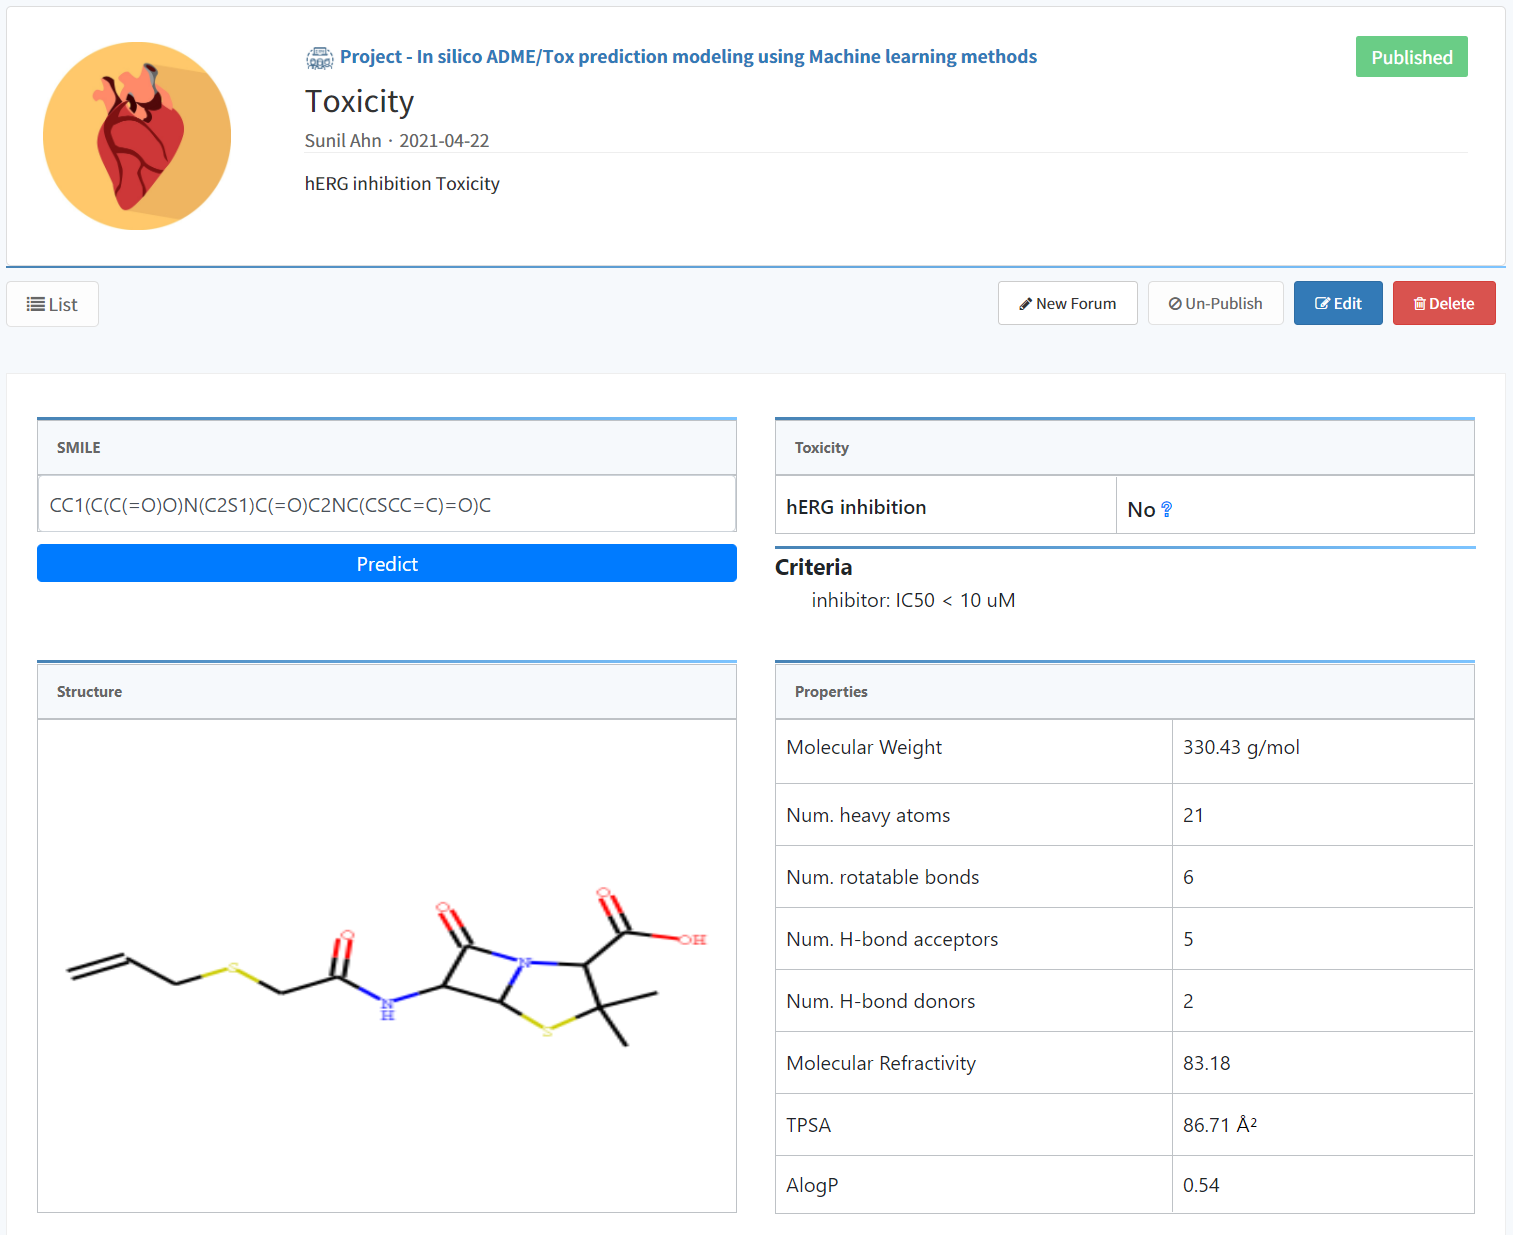 Project - In silico ADME/Tox prediction modeling using Machine learning methods
Published
Toxicity
Sunil Ahn · 2021-04-22
hERG inhibition Toxicity
List
New Forum
Un-Publish
Edit
Delete
SMILE
CC1(C(C(=O)O)N(C2S1)C(=O)C2NC(CSCC=C)=O)C
Predict
Toxicity
hERG inhibition
No ?
Criteria
inhibitor: IC50 < 10 uM
Structure
O
O
O
OH
N
S
N
H
S
Properties
Molecular Weight
330.43 g/mol
Num. heavy atoms
21
Num. rotatable bonds
6
Num. H-bond acceptors
5
Num. H-bond donors
2
Molecular Refractivity
83.18
TPSA
86.71 Å²
AlogP
0.54